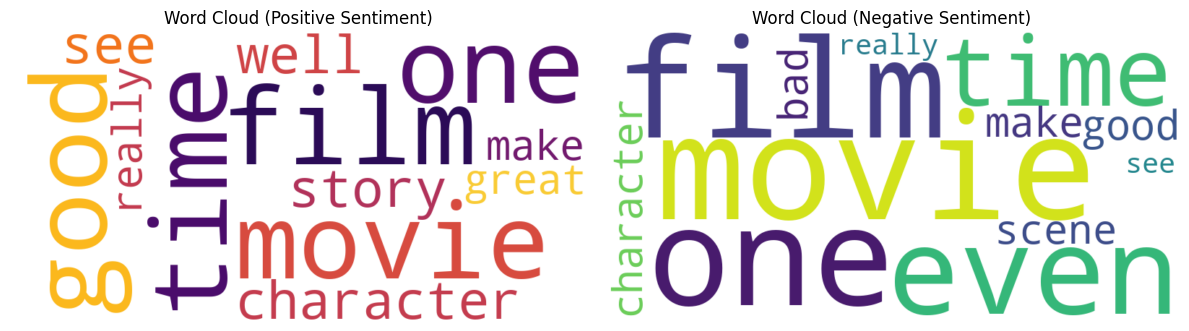 Word Cloud (Positive Sentiment)
see
well
one
good
really
time
film
make
story
great
movie
character
Word Cloud (Negative Sentiment)
film
bad
really
time
character
make
good
movie
see
scene
one
even